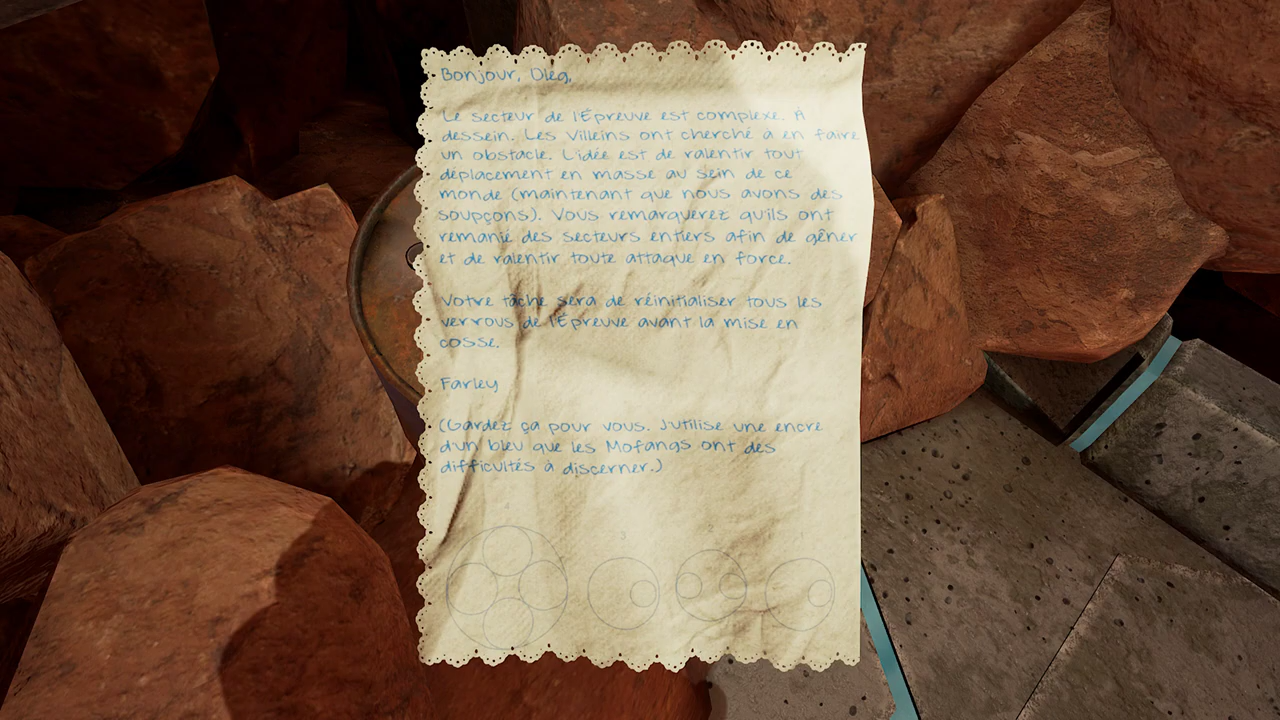 Bonjour, Oleg,
Le secteur de l'Épreuve est complexe. À
dessein. Les Villeins ont cherché à en faire
un obstacle. L'idée est de ralentir tout
déplacement en masse au sein de ce
monde (maintenant que nous avons des
soupçons). Vous remarquerez qu'ils ont
remanié des secteurs entiers afin de gêner
et de ralentir toute attaque en force.
Votre tâche sera de réinitialiser tous les
verrous de l'Épreuve avant la mise en
cosse.
Farley
(Gardez ça pour vous. J'utilise une encre
d'un bleu que les Mofangs ont des
difficultés à discerner.)
3